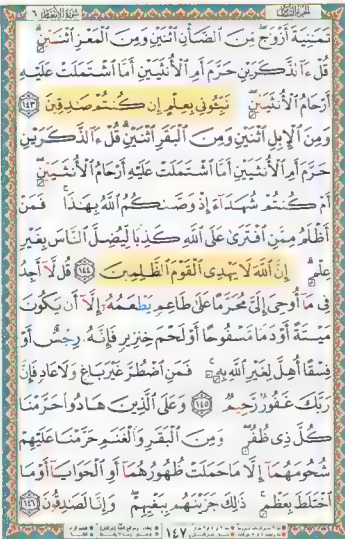 ثَمَٰنِيَةَ أَزْوَٰجٍ مِّنَ ٱلضَّأْنِ ٱثْنَيْنِ وَمِنَ ٱلْمَعْزِ ٱثْنَيْنِ
قُلْ ءَآلذَّكَرَيْنِ حَرَّمَ أَمِ ٱلْأُنثَيَيْنِ أَمَّا ٱشْتَمَلَتْ عَلَيْهِ
أَرْحَامُ ٱلْأُنثَيَيْنِ نَبِّـُٔونِى بِعِلْمٍ إِن كُنتُمْ صَٰدِقِينَ ١٤٣
وَمِنَ ٱلْإِبِلِ ٱثْنَيْنِ وَمِنَ ٱلْبَقَرِ ٱثْنَيْنِ قُلْ ءَآلذَّكَرَيْنِ
حَرَّمَ أَمِ ٱلْأُنثَيَيْنِ أَمَّا ٱشْتَمَلَتْ عَلَيْهِ أَرْحَامُ ٱلْأُنثَيَيْنِ
أَمْ كُنتُمْ شُهَدَآءَ إِذْ وَصَّىٰكُمُ ٱللَّهُ بِهَٰذَا فَمَنْ
أَظْلَمُ مِمَّنِ ٱفْتَرَىٰ عَلَى ٱللَّهِ كَذِبًا لِّيُضِلَّ ٱلنَّاسَ بِغَيْرِ
عِلْمٍ إِنَّ ٱللَّهَ لَا يَهْدِى ٱلْقَوْمَ ٱلظَّٰلِمِينَ ١٤٤ قُل لَّآ أَجِدُ
فِى مَآ أُوحِىَ إِلَىَّ مُحَرَّمًا عَلَىٰ طَاعِمٍ يَطْعَمُهُۥٓ إِلَّآ أَن يَكُونَ
مَيْتَةً أَوْ دَمًا مَّسْفُوحًا أَوْ لَحْمَ خِنزِيرٍ فَإِنَّهُۥ رِجْسٌ أَوْ
فِسْقًا أُهِلَّ لِغَيْرِ ٱللَّهِ بِهِۦ فَمَنِ ٱضْطُرَّ غَيْرَ بَاغٍ وَلَا عَادٍ فَإِنَّ
رَبَّكَ غَفُورٌ رَّحِيمٌ ١٤٥ وَعَلَى ٱلَّذِينَ هَادُوا۟ حَرَّمْنَا
كُلَّ ذِى ظُفُرٍ وَمِنَ ٱلْبَقَرِ وَٱلْغَنَمِ حَرَّمْنَا عَلَيْهِمْ
شُحُومَهُمَآ إِلَّا مَا حَمَلَتْ ظُهُورُهُمَآ أَوِ ٱلْحَوَايَآ أَوْ مَا
ٱخْتَلَطَ بِعَظْمٍ ذَٰلِكَ جَزَيْنَٰهُم بِبَغْيِهِمْ وَإِنَّا لَصَٰدِقُونَ ١٤٦
١٤٧